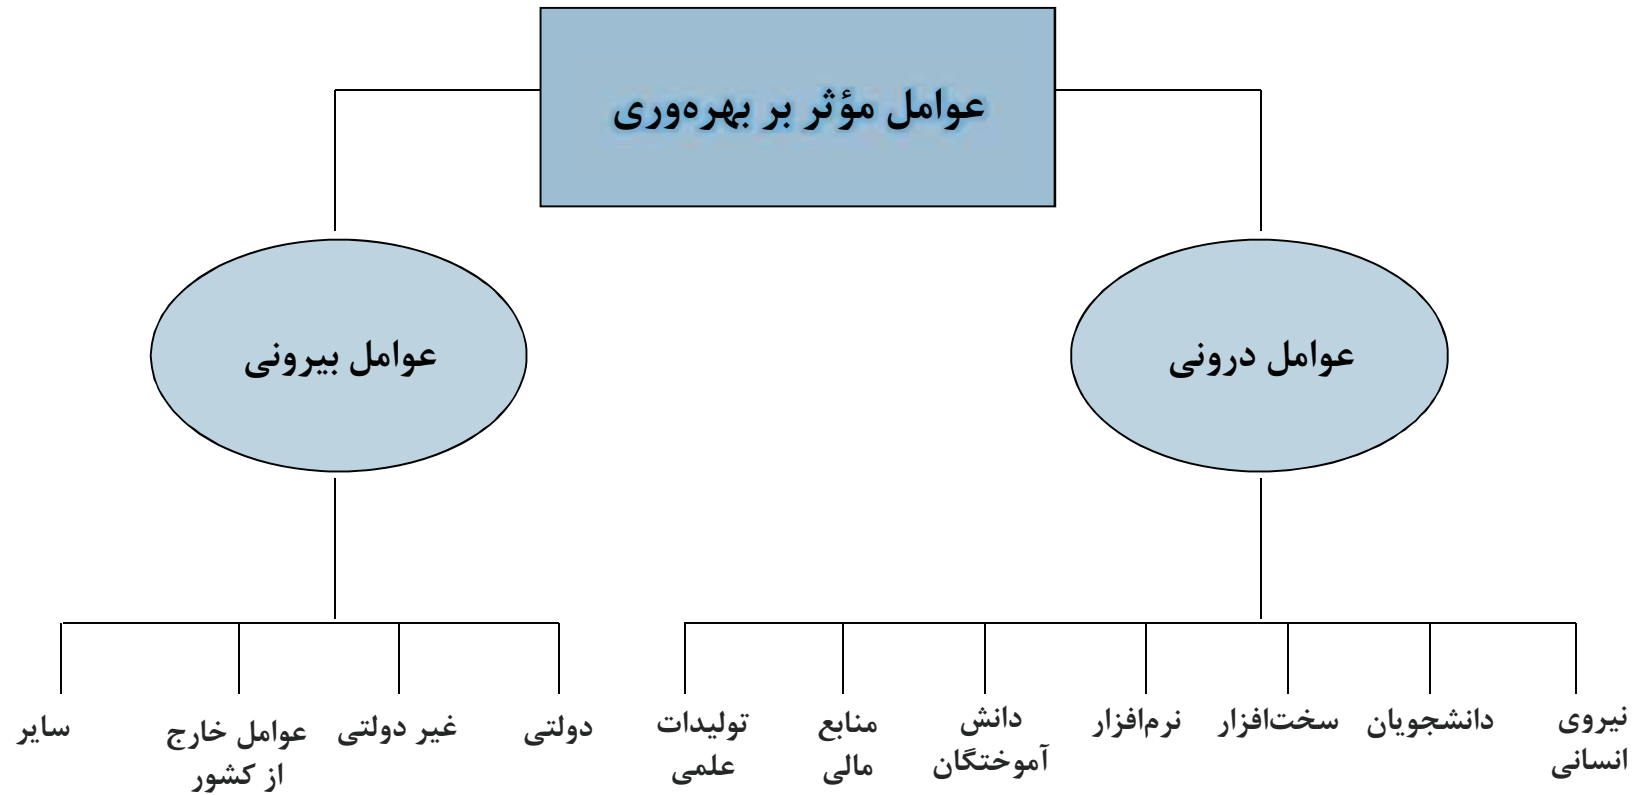 عوامل مؤثر بر بهره‌وری
عوامل درونی
عوامل بیرونی
نیروی
انسانی
دانشجویان
سخت‌افزار
نرم‌افزار
دانش
آموختگان
منابع
مالی
تولیدات
علمی
دولتی
غیر دولتی
عوامل خارج
از کشور
سایر